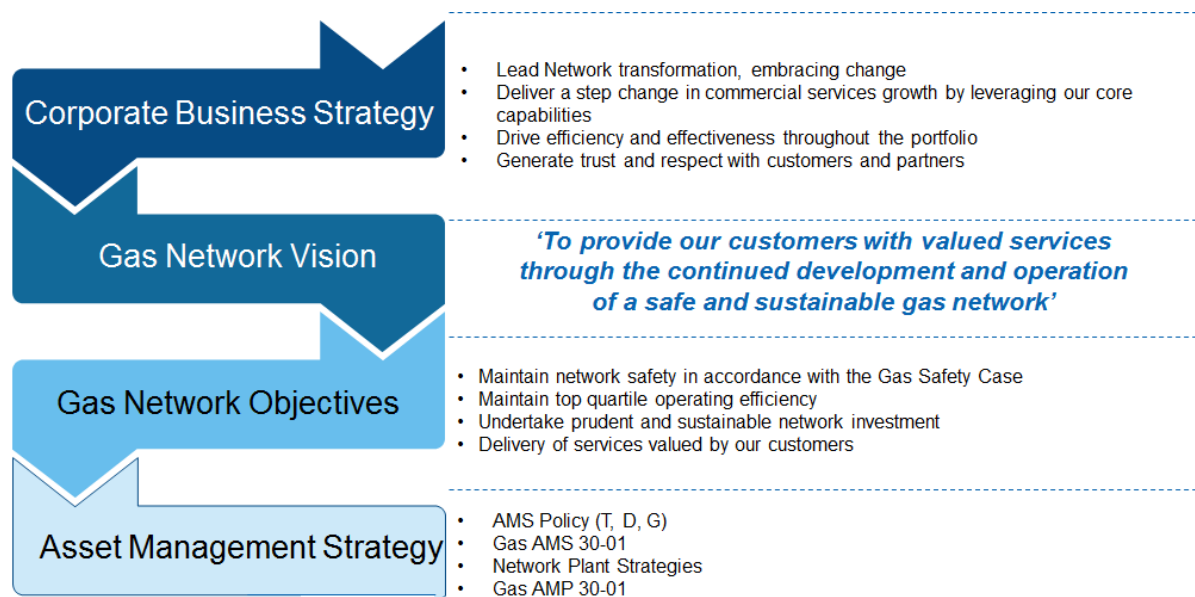 Corporate Business Strategy
• Lead Network transformation, embracing change
• Deliver a step change in commercial services growth by leveraging our core
capabilities
• Drive efficiency and effectiveness throughout the portfolio
• Generate trust and respect with customers and partners
Gas Network Vision
‘To provide our customers with valued services
through the continued development and operation
of a safe and sustainable gas network’
Gas Network Objectives
• Maintain network safety in accordance with the Gas Safety Case
• Maintain top quartile operating efficiency
• Undertake prudent and sustainable network investment
• Delivery of services valued by our customers
Asset Management Strategy
• AMS Policy (T, D, G)
• Gas AMS 30-01
• Network Plant Strategies
• Gas AMP 30-01